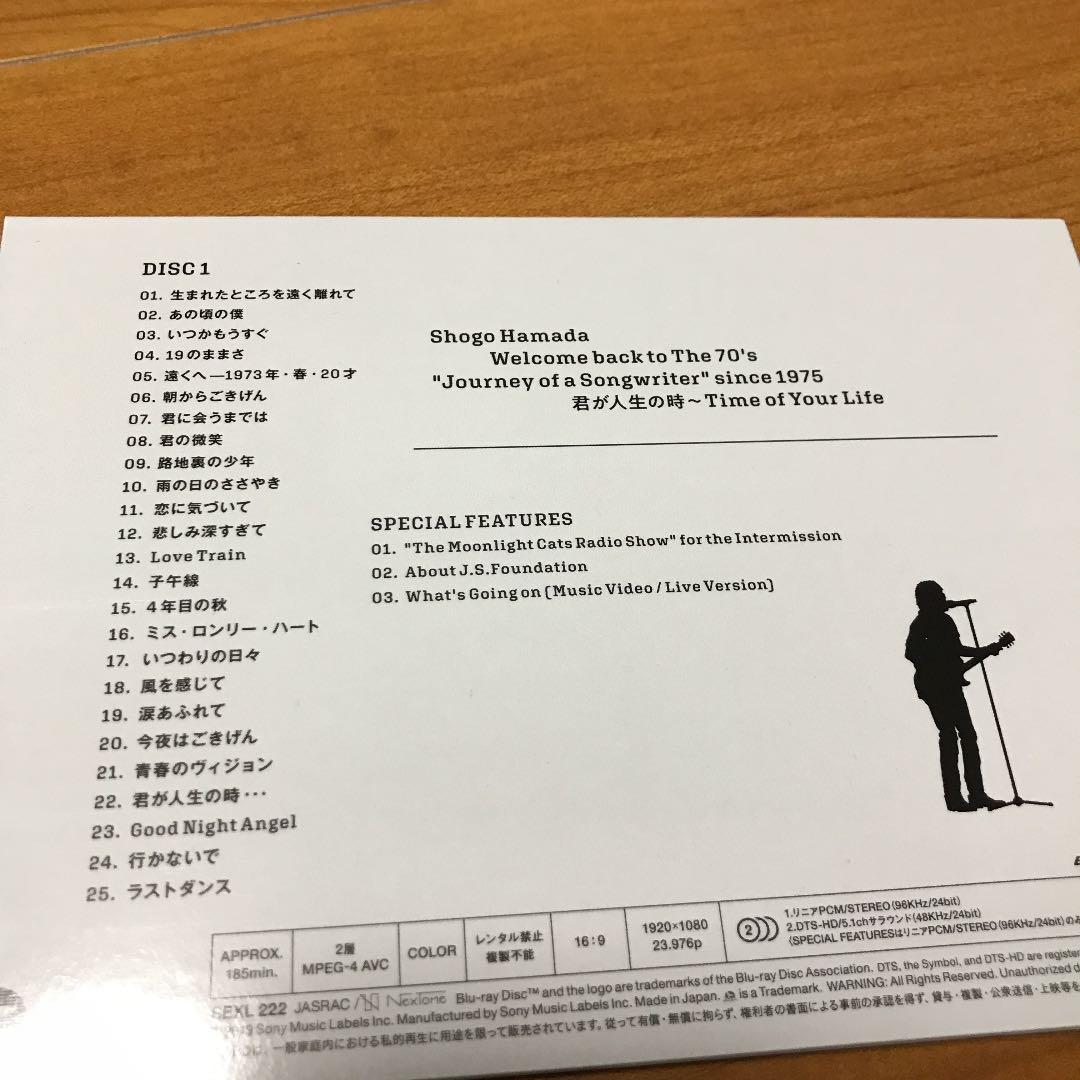 DISC 1
01. 生まれたところを遠く離れて
02. あの頃の僕
03. いつかもうすぐ
04. 19のままさ
05. 遠くへ—1973年・春・20才
06. 朝からごきげん
07. 君に会うまでは
08. 君の微笑
09. 路地裏の少年
10. 雨の日のささやき
11. 恋に気づいて
12. 悲しみ深すぎて
13. Love Train
14. 子午線
15. 4年目の秋
16. ミス・ロンリー・ハート
17. いつわりの日々
18. 風を感じて
19. 涙あふれて
20. 今夜はごきげん
21. 青春のヴィジョン
22. 君が人生の時・・・
23. Good Night Angel
24. 行かないで
25. ラストダンス
Shogo Hamada
Welcome back to The 70's
"Journey of a Songwriter" since 1975
君が人生の時～Time of Your Life
SPECIAL FEATURES
01. "The Moonlight Cats Radio Show" for the Intermission
02. About J.S.Foundation
03. What's Going on (Music Video / Live Version)
APPROX.
185min.
2層
MPEG-4 AVC
COLOR
レンタル禁止
複製不能
16:9
1920×1080
23.976p
2
1.リニアPCM/STEREO(96KHz/24bit)
2.DTS-HD/5.1chサラウンド(48KHz/24bit)
(SPECIAL FEATURESはリニアPCM/STEREO(96KHz/24bit)のみ
SEXL 222 JASRAC / NexTone Blu-ray Disc™ and the logo are trademarks of the Blu-ray Disc Association. DTS, the Symbol, and DTS-HD are
Sony Music Labels Inc. Manufactured by Sony Music Labels Inc. Made in Japan. is a Trademark. WARNING: All Rights Reserved. Unauthorized
一般家庭内における私的再生に用途を限って販売されています。従って有償・無償に拘らず、権利者の書面による事前の承認を得ず、貸与・複製・公衆送信・上映等を